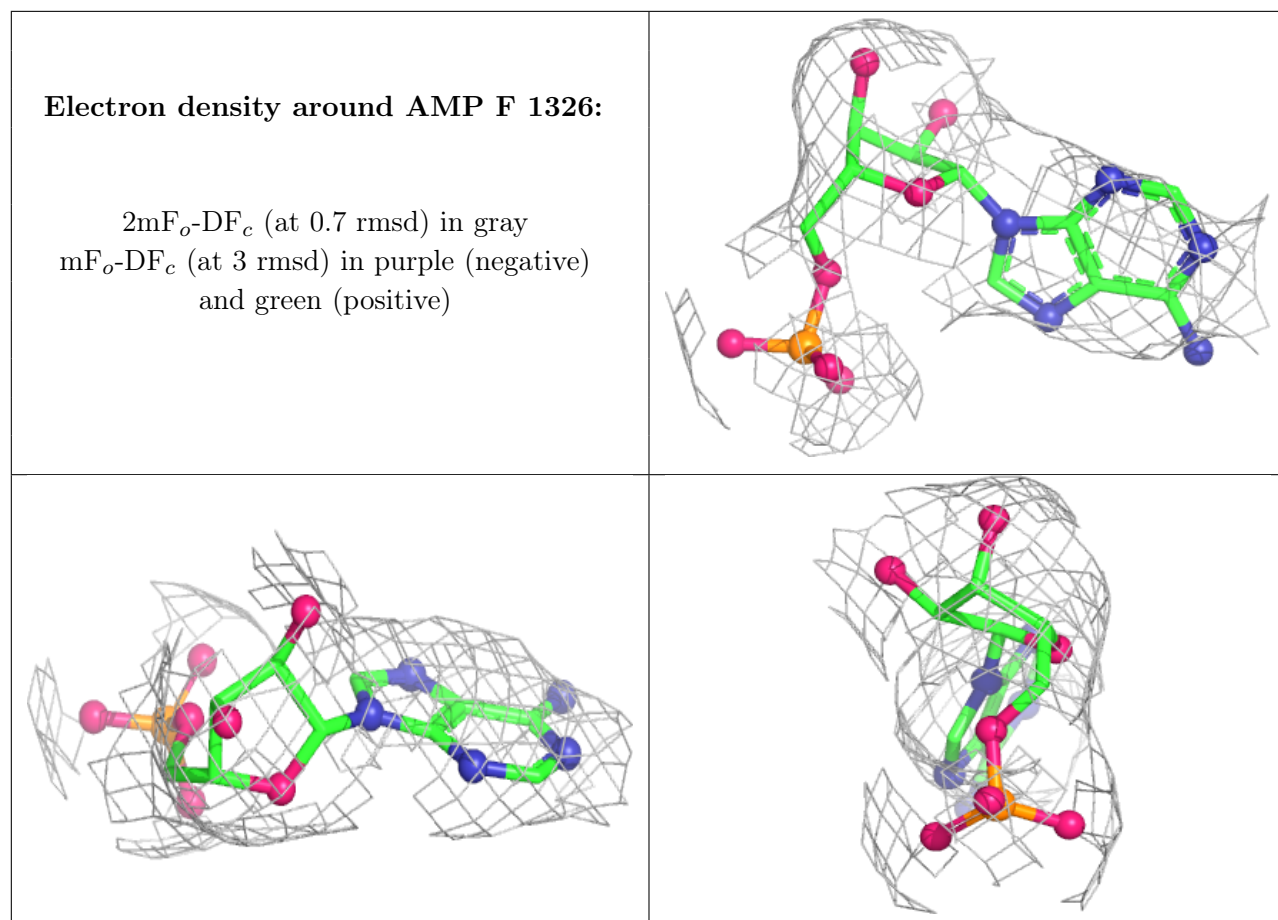 Electron density around AMP F 1326:
2mFo-DFc (at 0.7 rmsd) in gray
mFo-DFc (at 3 rmsd) in purple (negative)
and green (positive)